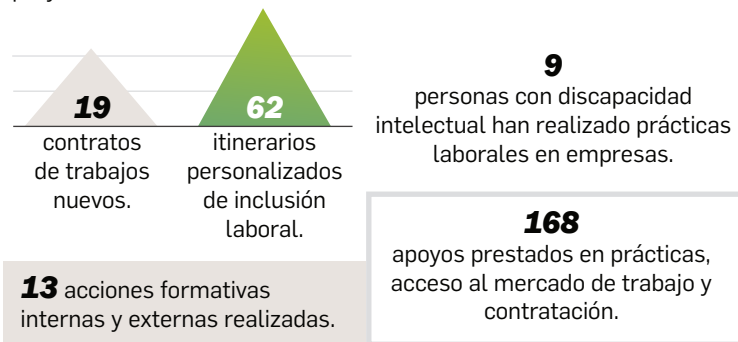 19
contratos
de trabajos
nuevos.
62
itinerarios
personalizados
de inclusión
laboral.
9
personas con discapacidad
intelectual han realizado prácticas
laborales en empresas.
13 acciones formativas
internas y externas realizadas.
168
apoyos prestados en prácticas,
acceso al mercado de trabajo y
contratación.